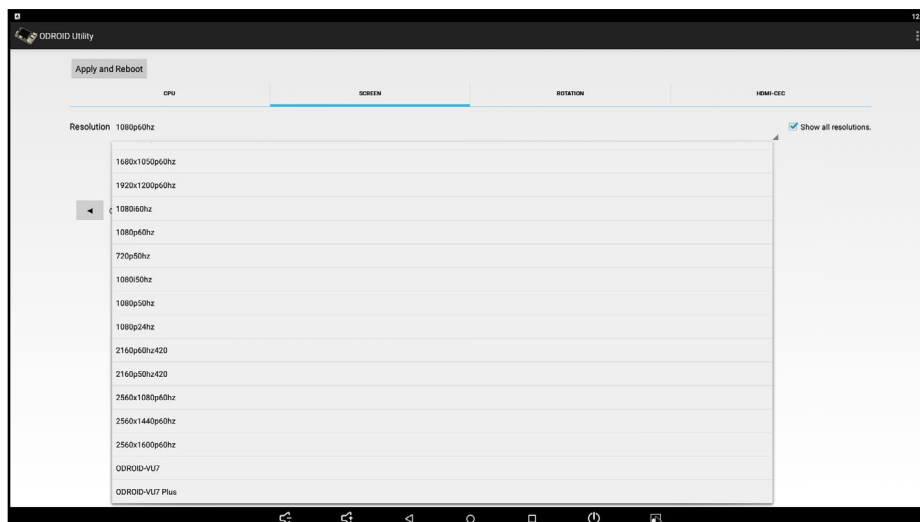 12
ODROID Utility
Apply and Reboot
CPU SCREEN ROTATION HDMI-CEC
Resolution 1080p60hz Show all resolutions.
1680x1050p60hz
1920x1200p60hz
1080i60hz
1080p60hz
720p50hz
1080i50hz
1080p50hz
1080p24hz
2160p60hz420
2160p50hz420
2560x1080p60hz
2560x1440p60hz
2560x1600p60hz
ODROID-VU7
ODROID-VU7 Plus